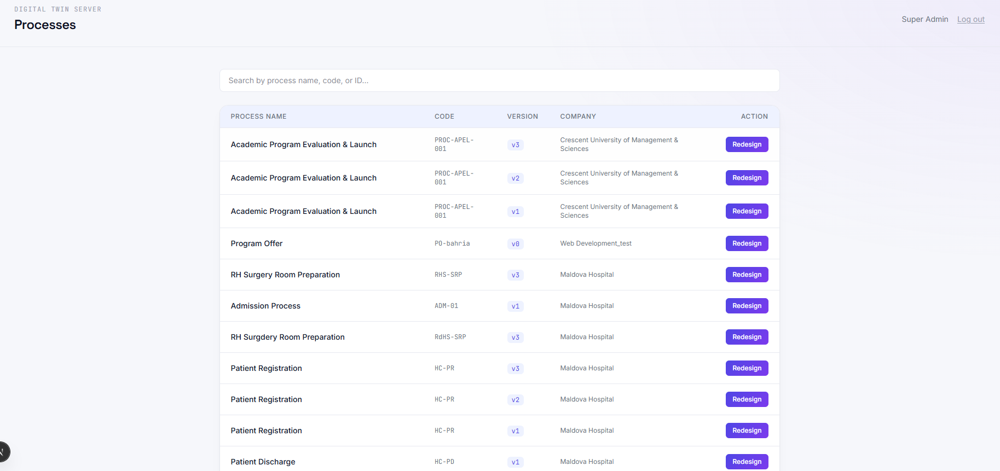 DIGITAL TWIN SERVER
Processes
Super Admin Log out
Search by process name, code, or ID...
PROCESS NAME CODE VERSION COMPANY ACTION
Academic Program Evaluation & Launch PROC-APEL-001 v3 Crescent University of Management & Sciences Redesign
Academic Program Evaluation & Launch PROC-APEL-001 v2 Crescent University of Management & Sciences Redesign
Academic Program Evaluation & Launch PROC-APEL-001 v1 Crescent University of Management & Sciences Redesign
Program Offer PO-bahria v0 Web Development_test Redesign
RH Surgery Room Preparation RHS-SRP v3 Maldova Hospital Redesign
Admission Process ADM-01 v1 Maldova Hospital Redesign
RH Surgdery Room Preparation RdHS-SRP v3 Maldova Hospital Redesign
Patient Registration HC-PR v3 Maldova Hospital Redesign
Patient Registration HC-PR v2 Maldova Hospital Redesign
Patient Registration HC-PR v1 Maldova Hospital Redesign
Patient Discharge HC-PD v1 Maldova Hospital Redesign